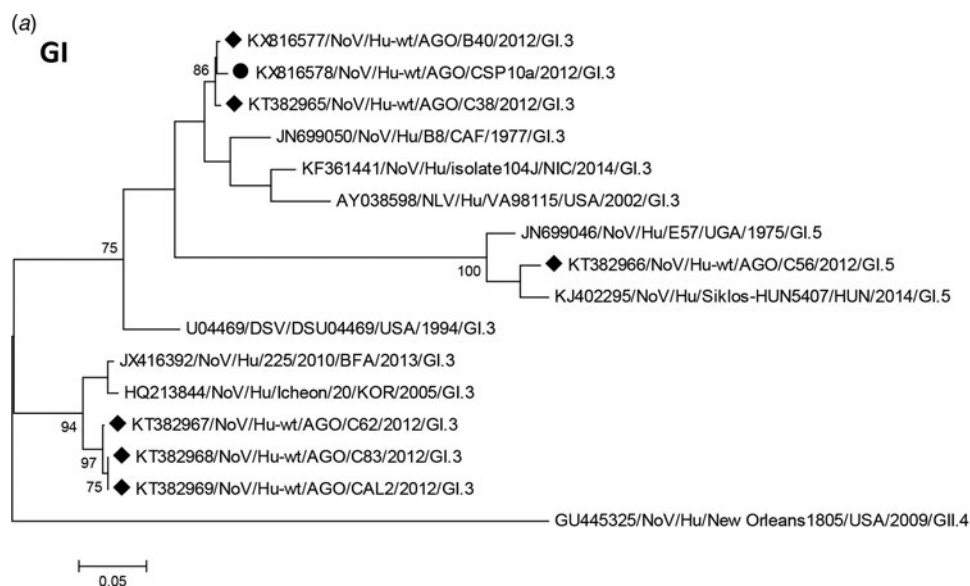 (a)
GI
KX816577/NoV/Hu-wt/AGO/B40/2012/GI.3
86
KX816578/NoV/Hu-wt/AGO/CSP10a/2012/GI.3
KT382965/NoV/Hu-wt/AGO/C38/2012/GI.3
JN699050/NoV/Hu/B8/CAF/1977/GI.3
KF361441/NoV/Hu/isolate104J/NIC/2014/GI.3
AY038598/NLV/Hu/VA98115/USA/2002/GI.3
JN699046/NoV/Hu/E57/UGA/1975/GI.5
75
KT382966/NoV/Hu-wt/AGO/C56/2012/GI.5
100
KJ402295/NoV/Hu/Siklos-HUN5407/HUN/2014/GI.5
U04469/DSV/DSU04469/USA/1994/GI.3
JX416392/NoV/Hu/225/2010/BFA/2013/GI.3
HQ213844/NoV/Hu/Icheon/20/KOR/2005/GI.3
94
KT382967/NoV/Hu-wt/AGO/C62/2012/GI.3
97
KT382968/NoV/Hu-wt/AGO/C83/2012/GI.3
75
KT382969/NoV/Hu-wt/AGO/CAL2/2012/GI.3
GU445325/NoV/Hu/New Orleans1805/USA/2009/GII.4
0.05